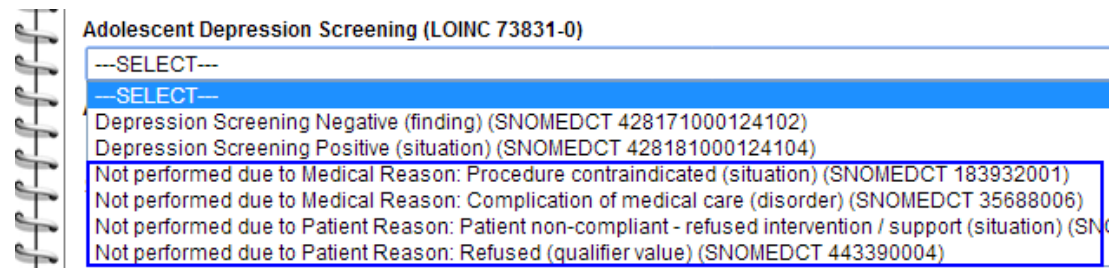 Adolescent Depression Screening (LOINC 73831-0)
---SELECT---
---SELECT---
Depression Screening Negative (finding) (SNOMEDCT 428171000124102)
Depression Screening Positive (situation) (SNOMEDCT 428181000124104)
Not performed due to Medical Reason: Procedure contraindicated (situation) (SNOMEDCT 183932001)
Not performed due to Medical Reason: Complication of medical care (disorder) (SNOMEDCT 35688006)
Not performed due to Patient Reason: Patient non-compliant - refused intervention / support (situation) (SN
Not performed due to Patient Reason: Refused (qualifier value) (SNOMEDCT 443390004)